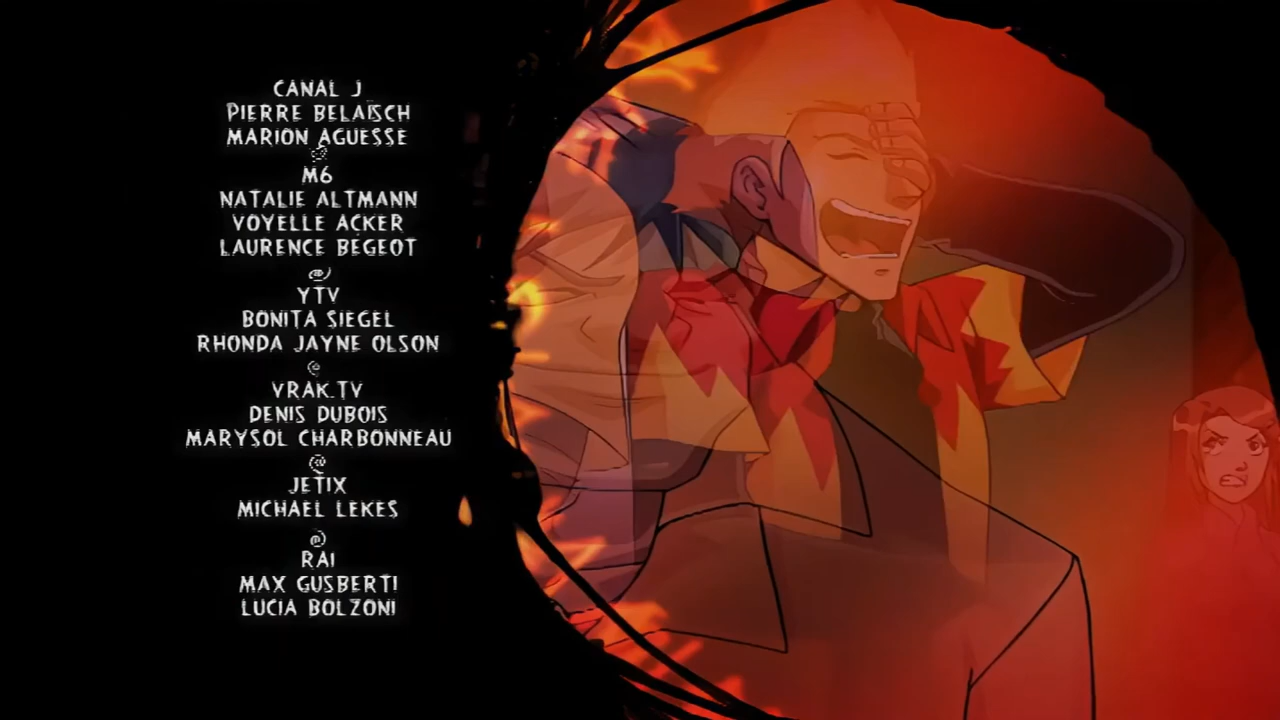 CANAL J
PIERRE BELAÏSCH
MARION AGUESSE
@
M6
NATALIE ALTMANN
VOYELLE ACKER
LAURENCE BEGEOT
@
YTV
BONITA SIEGEL
RHONDA JAYNE OLSON
@
VRAK.TV
DENIS DUBOIS
MARYSOL CHARBONNEAU
@
JETIX
MICHAEL LEKES
@
RAI
MAX GUSBERTI
LUCIA BOLZONI